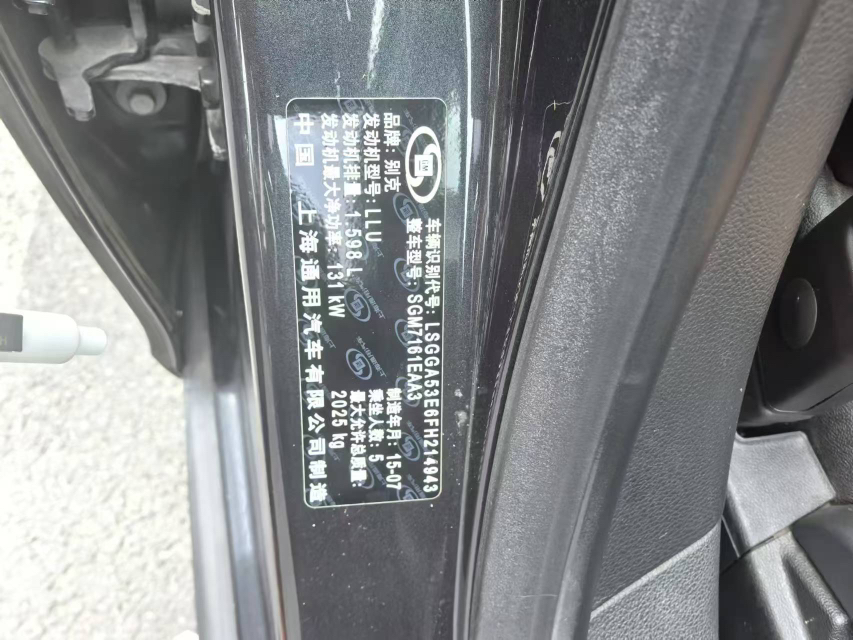 GM
车辆识别代号: LSGGA53E6FH214943
整车型号: SGM7161EAA3
品牌: 别克
制造年月: 15-07
发动机型号: LLU
乘坐人数: 5
发动机排量: 1.598 L
最大允许总质量:
发动机最大净功率: 131 kW
2025 kg
中国 上海通用汽车有限公司制造